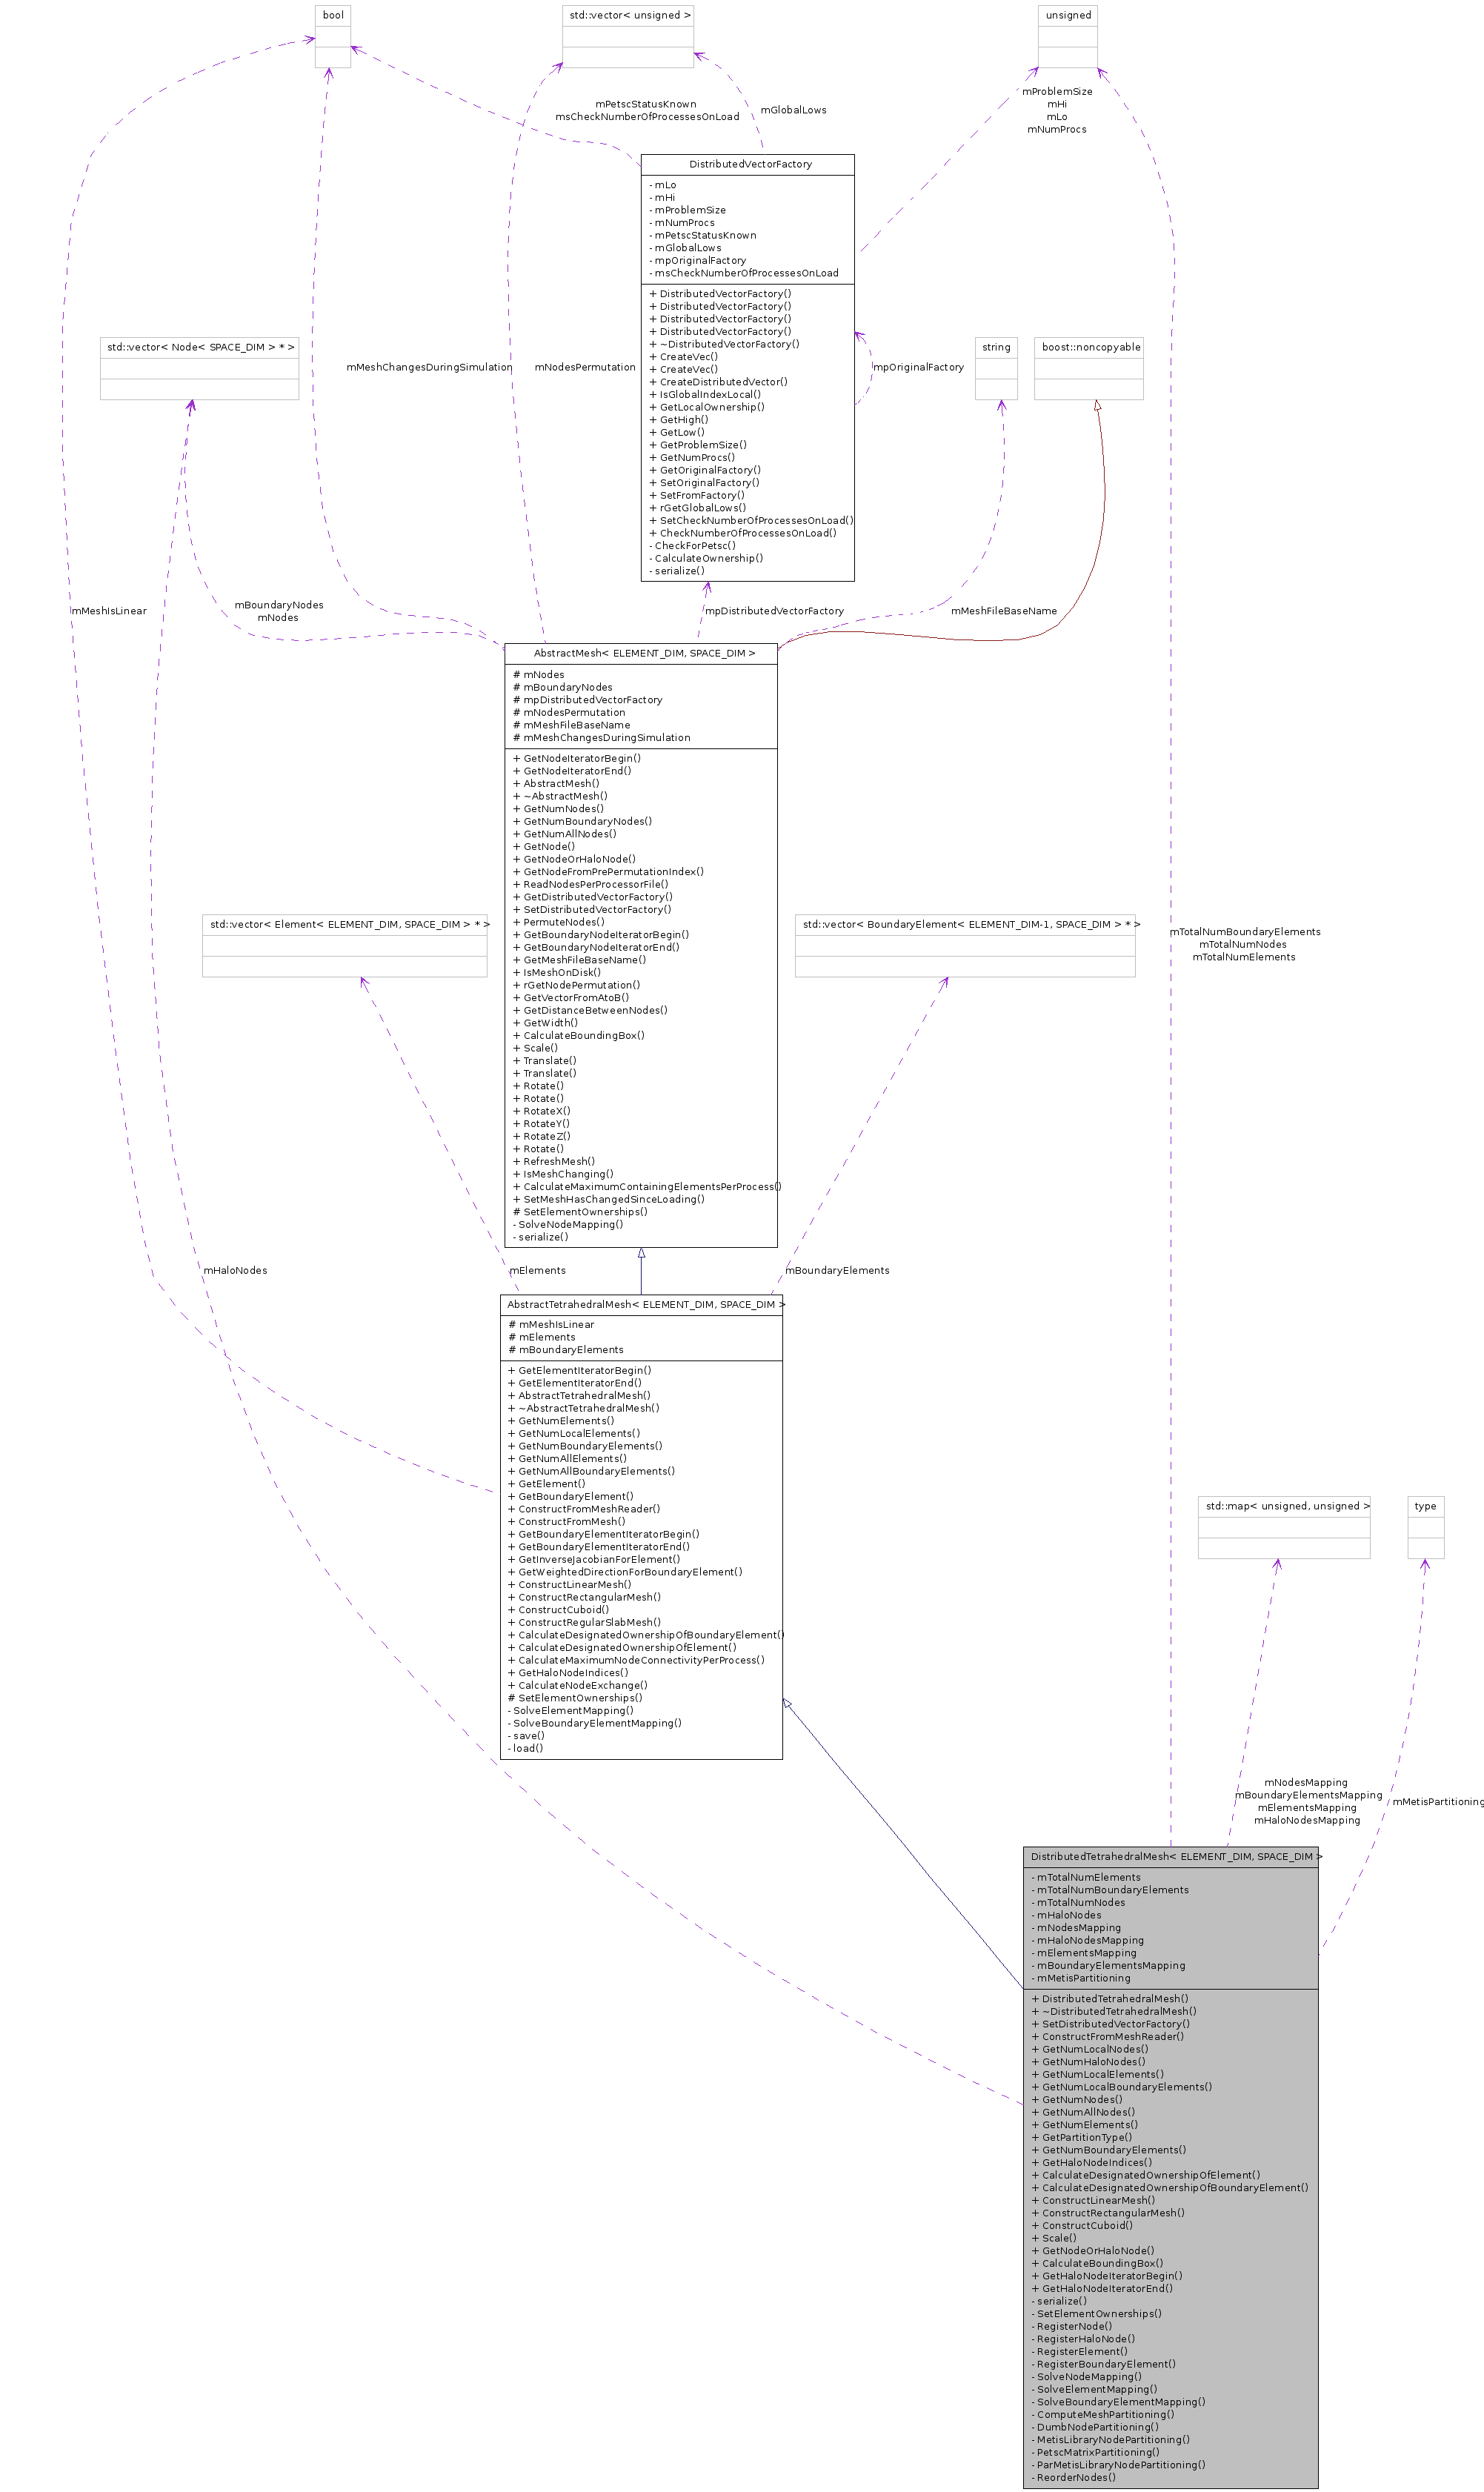 bool
std::vector< unsigned >
unsigned
mPetscStatusKnown
msCheckNumberOfProcessesOnLoad
mGlobalLows
mProblemSize
mHi
mLo
mNumProcs
DistributedVectorFactory
- mLo
- mHi
- mProblemSize
- mNumProcs
- mPetscStatusKnown
- mGlobalLows
- mpOriginalFactory
- msCheckNumberOfProcessesOnLoad
+ DistributedVectorFactory()
+ DistributedVectorFactory()
+ DistributedVectorFactory()
+ DistributedVectorFactory()
+ ~DistributedVectorFactory()
+ CreateVec()
+ CreateVec()
+ CreateDistributedVector()
+ IsGlobalIndexLocal()
+ GetLocalOwnership()
+ GetHigh()
+ GetLow()
+ GetProblemSize()
+ GetNumProcs()
+ GetOriginalFactory()
+ SetOriginalFactory()
+ SetFromFactory()
+ rGetGlobalLows()
+ SetCheckNumberOfProcessesOnLoad()
+ CheckNumberOfProcessesOnLoad()
- CheckForPetsc()
- CalculateOwnership()
- serialize()
std::vector< Node< SPACE_DIM > * >
string
boost::noncopyable
mMeshChangesDuringSimulation
mNodesPermutation
mpOriginalFactory
mMeshIsLinear
mBoundaryNodes
mNodes
mpDistributedVectorFactory
mMeshFileBaseName
AbstractMesh< ELEMENT_DIM, SPACE_DIM >
# mNodes
# mBoundaryNodes
# mpDistributedVectorFactory
# mNodesPermutation
# mMeshFileBaseName
# mMeshChangesDuringSimulation
+ GetNodeIteratorBegin()
+ GetNodeIteratorEnd()
+ AbstractMesh()
+ ~AbstractMesh()
+ GetNumNodes()
+ GetNumBoundaryNodes()
+ GetNumAllNodes()
+ GetNode()
+ GetNodeOrHaloNode()
+ GetNodeFromPrePermutationIndex()
+ ReadNodesPerProcessorFile()
+ GetDistributedVectorFactory()
+ SetDistributedVectorFactory()
+ PermuteNodes()
+ GetBoundaryNodeIteratorBegin()
+ GetBoundaryNodeIteratorEnd()
+ GetMeshFileBaseName()
+ IsMeshOnDisk()
+ rGetNodePermutation()
+ GetVectorFromAtoB()
+ GetDistanceBetweenNodes()
+ GetWidth()
+ CalculateBoundingBox()
+ Scale()
+ Translate()
+ Translate()
+ Rotate()
+ Rotate()
+ RotateX()
+ RotateY()
+ RotateZ()
+ Rotate()
+ RefreshMesh()
+ IsMeshChanging()
+ CalculateMaximumContainingElementsPerProcess()
+ SetMeshHasChangedSinceLoading()
# SetElementOwnerships()
- SolveNodeMapping()
- serialize()
std::vector< Element< ELEMENT_DIM, SPACE_DIM > * >
std::vector< BoundaryElement< ELEMENT_DIM-1, SPACE_DIM > * >
mTotalNumBoundaryElements
mTotalNumNodes
mTotalNumElements
mHaloNodes
mElements
mBoundaryElements
AbstractTetrahedralMesh< ELEMENT_DIM, SPACE_DIM >
# mMeshIsLinear
# mElements
# mBoundaryElements
+ GetElementIteratorBegin()
+ GetElementIteratorEnd()
+ AbstractTetrahedralMesh()
+ ~AbstractTetrahedralMesh()
+ GetNumElements()
+ GetNumLocalElements()
+ GetNumBoundaryElements()
+ GetNumAllElements()
+ GetNumAllBoundaryElements()
+ GetElement()
+ GetBoundaryElement()
+ ConstructFromMeshReader()
+ ConstructFromMesh()
+ GetBoundaryElementIteratorBegin()
+ GetBoundaryElementIteratorEnd()
+ GetInverseJacobianForElement()
+ GetWeightedDirectionForBoundaryElement()
+ ConstructLinearMesh()
+ ConstructRectangularMesh()
+ ConstructCuboid()
+ ConstructRegularSlabMesh()
+ CalculateDesignatedOwnershipOfBoundaryElement()
+ CalculateDesignatedOwnershipOfElement()
+ CalculateMaximumNodeConnectivityPerProcess()
+ GetHaloNodeIndices()
+ CalculateNodeExchange()
# SetElementOwnerships()
- SolveElementMapping()
- SolveBoundaryElementMapping()
- save()
- load()
std::map< unsigned, unsigned >
type
mNodesMapping
mBoundaryElementsMapping
mElementsMapping
mHaloNodesMapping
mMetisPartitioning
DistributedTetrahedralMesh< ELEMENT_DIM, SPACE_DIM >
- mTotalNumElements
- mTotalNumBoundaryElements
- mTotalNumNodes
- mHaloNodes
- mNodesMapping
- mHaloNodesMapping
- mElementsMapping
- mBoundaryElementsMapping
- mMetisPartitioning
+ DistributedTetrahedralMesh()
+ ~DistributedTetrahedralMesh()
+ SetDistributedVectorFactory()
+ ConstructFromMeshReader()
+ GetNumLocalNodes()
+ GetNumHaloNodes()
+ GetNumLocalElements()
+ GetNumLocalBoundaryElements()
+ GetNumNodes()
+ GetNumAllNodes()
+ GetNumElements()
+ GetPartitionType()
+ GetNumBoundaryElements()
+ GetHaloNodeIndices()
+ CalculateDesignatedOwnershipOfElement()
+ CalculateDesignatedOwnershipOfBoundaryElement()
+ ConstructLinearMesh()
+ ConstructRectangularMesh()
+ ConstructCuboid()
+ Scale()
+ GetNodeOrHaloNode()
+ CalculateBoundingBox()
+ GetHaloNodeIteratorBegin()
+ GetHaloNodeIteratorEnd()
- serialize()
- SetElementOwnerships()
- RegisterNode()
- RegisterHaloNode()
- RegisterElement()
- RegisterBoundaryElement()
- SolveNodeMapping()
- SolveElementMapping()
- SolveBoundaryElementMapping()
- ComputeMeshPartitioning()
- DumbNodePartitioning()
- MetisLibraryNodePartitioning()
- PetscMatrixPartitioning()
- ParMetisLibraryNodePartitioning()
- ReorderNodes()